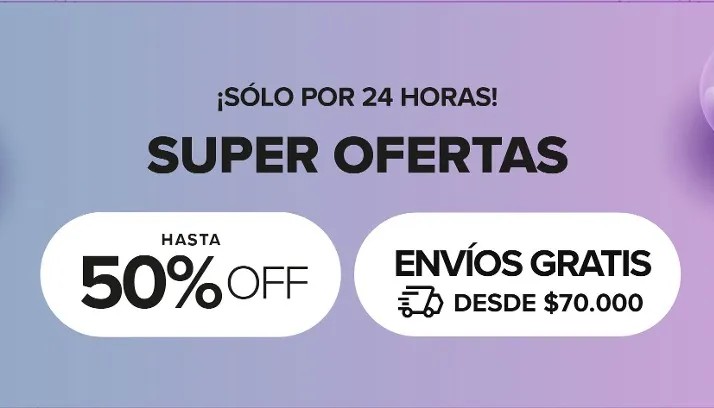 ¡SÓLO POR 24 HORAS!
SUPER OFERTAS
HASTA
50% OFF
ENVÍOS GRATIS
DESDE $70.000